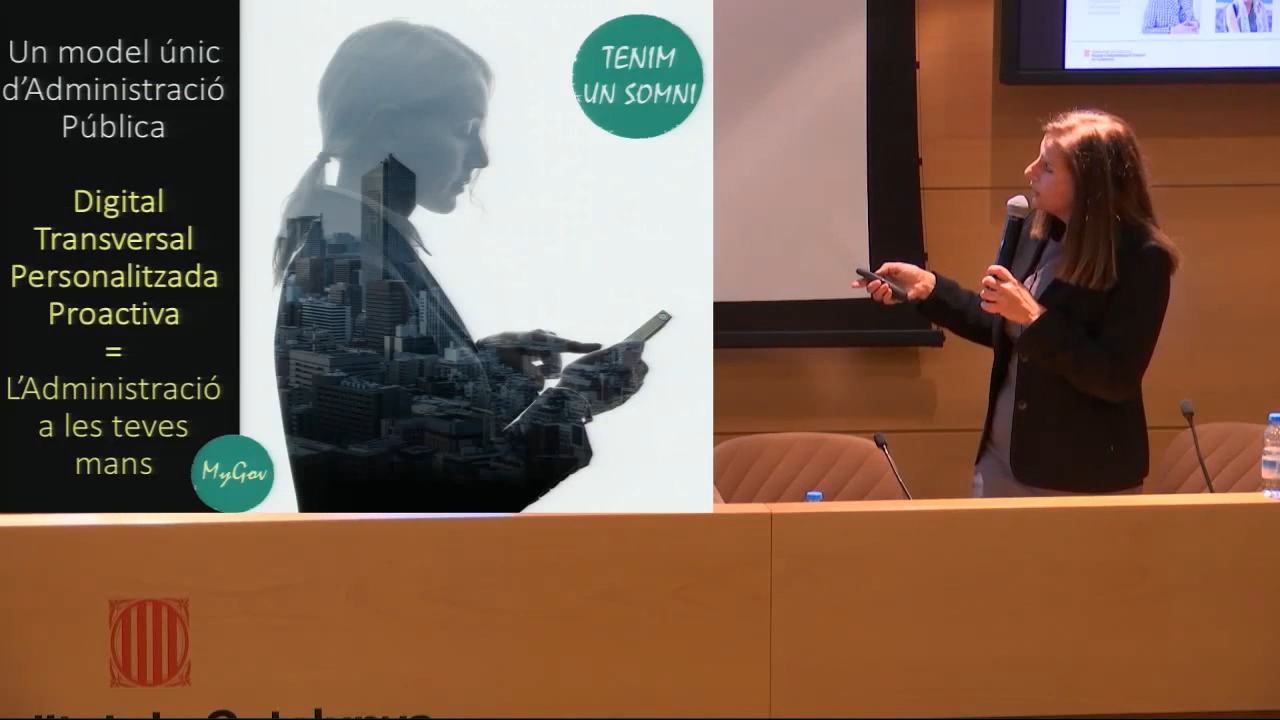 Un model únic
d'Administració
Pública
Digital
Transversal
Personalitzada
Proactiva
=
L'Administració
a les teves
mans
MyGov
TENIM
UN SOMNI